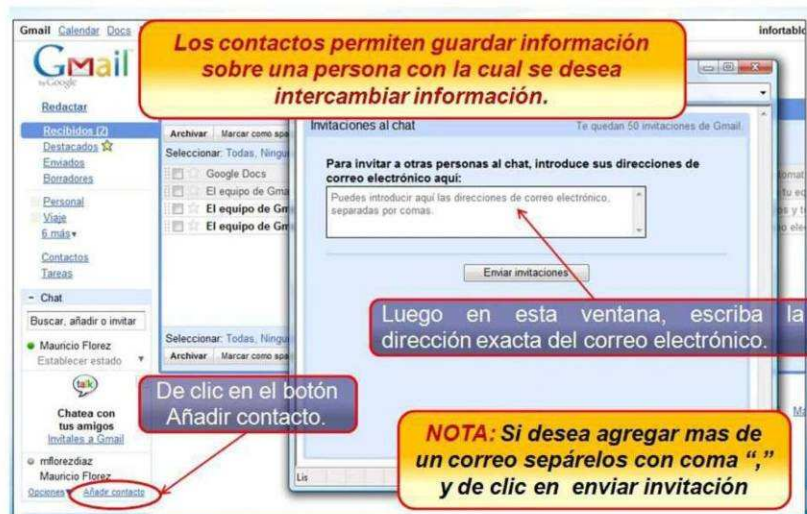 Gmail Calendar Docs
infortablo
Gmail
by Google
Redactar
Recibidos (2)
Destacados
Enviados
Borradores
Personal
Viaje
6 más
Contactos
Tareas
Chat
Buscar, añadir o invitar
Mauricio Florez
Establecer estado
talk
Chatea con
tus amigos
Invítales a Gmail
mflorezdiaz
Mauricio Florez
Opciones Añadir contacto
Los contactos permiten guardar información
sobre una persona con la cual se desea
intercambiar información.
Archivar Marcar como spa
Seleccionar: Todas, Ningu
Google Docs
El equipo de Gma
El equipo de Gm
El equipo de Gm
Seleccionar: Todas, Ningu
Archivar Marcar como spa
Invitaciones al chat
Te quedan 50 invitaciones de Gmail.
Para invitar a otras personas al chat, introduce sus direcciones de
correo electrónico aquí:
Puedes introducir aquí las direcciones de correo electrónico,
separadas por comas.
Enviar invitaciones
Luego en esta ventana, escriba la
dirección exacta del correo electrónico.
De clic en el botón
Añadir contacto.
NOTA: Si desea agregar mas de
un correo sepárelos con coma “,”
y de clic en enviar invitación
Lis
Ma